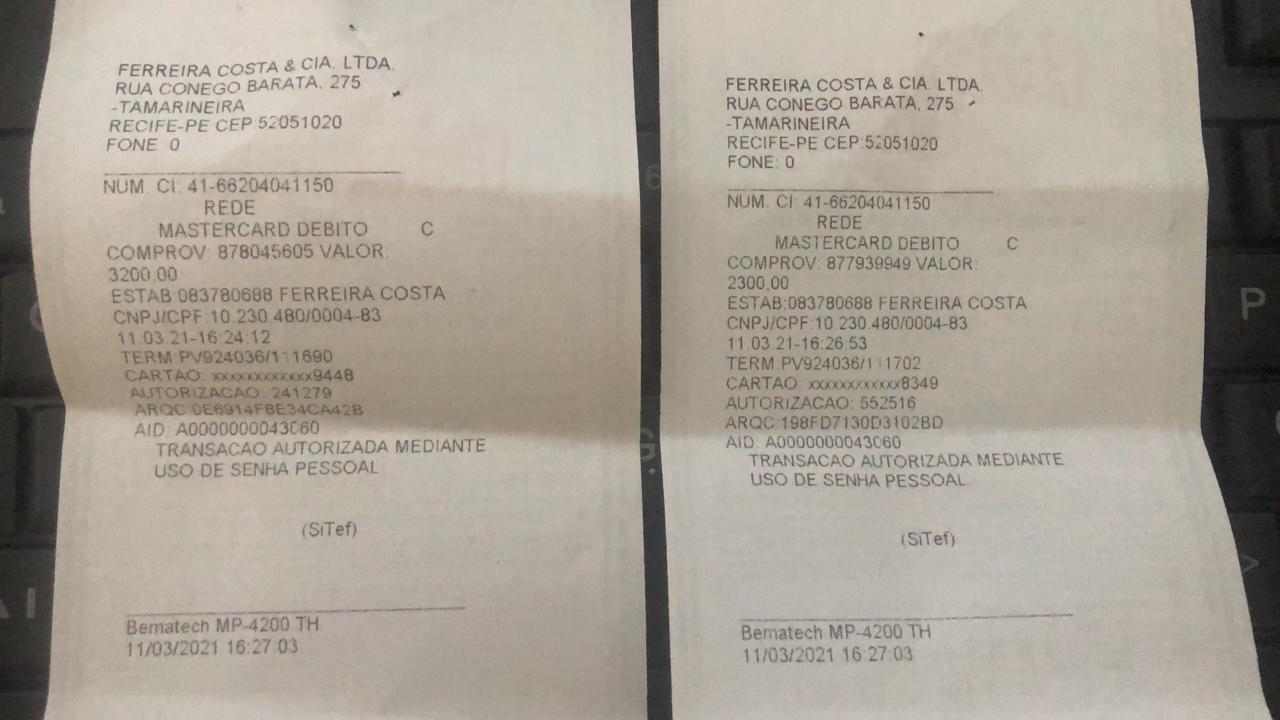 FERREIRA COSTA & CIA. LTDA.
RUA CONEGO BARATA, 275
-TAMARINEIRA
RECIFE-PE CEP:52051020
FONE 0
NUM. CI: 41-66204041150
REDE
MASTERCARD DEBITO C
COMPROV: 878045605 VALOR:
3200,00
ESTAB:083780688 FERREIRA COSTA
CNPJ/CPF:10.230.480/0004-83
11.03.21-16:24:12
TERM:PV924036/111690
CARTAO: xxxxxxxxxxxx9448
AUTORIZACAO: 241279
ARQC:0E6914FBE34CA42B
AID: A0000000043060
TRANSACAO AUTORIZADA MEDIANTE
USO DE SENHA PESSOAL
(SiTef)
Bematech MP-4200 TH
11/03/2021 16:27:03
FERREIRA COSTA & CIA. LTDA.
RUA CONEGO BARATA, 275
-TAMARINEIRA
RECIFE-PE CEP:52051020
FONE: 0
NUM. CI: 41-66204041150
REDE
MASTERCARD DEBITO C
COMPROV: 877939949 VALOR:
2300,00
ESTAB:083780688 FERREIRA COSTA
CNPJ/CPF:10.230.480/0004-83
11.03.21-16:26:53
TERM:PV924036/111702
CARTAO: xxxxxxxxxxxx8349
AUTORIZACAO: 552516
ARQC:198FD7130D3102BD
AID: A0000000043060
TRANSACAO AUTORIZADA MEDIANTE
USO DE SENHA PESSOAL
(SiTef)
Bematech MP-4200 TH
11/03/2021 16:27:03
6
G
P